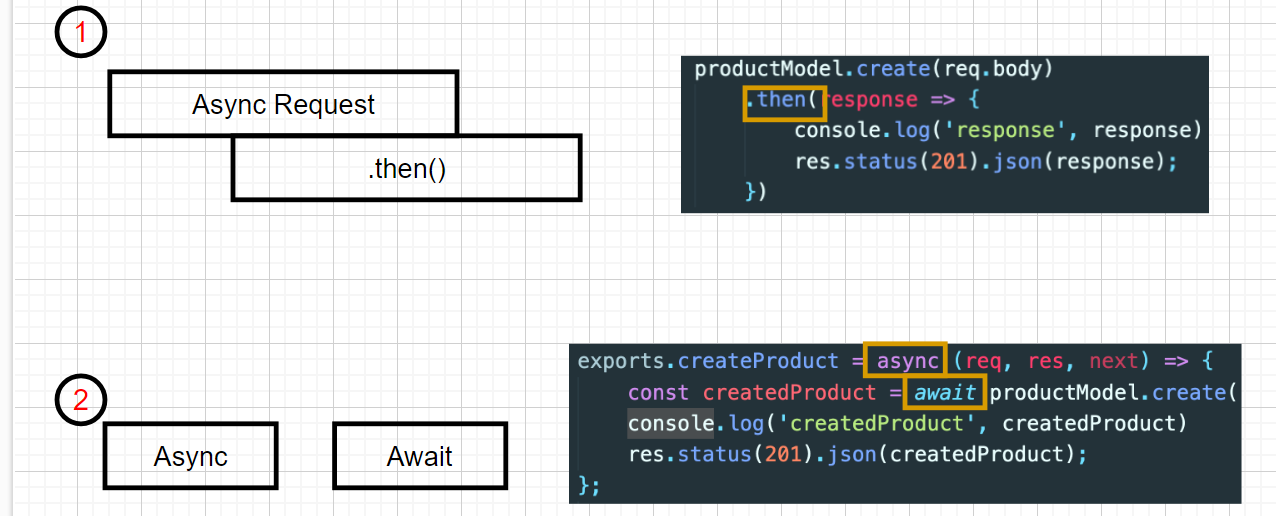 1
Async Request
.then()
productModel.create(req.body)
.then(response => {
console.log('response', response)
res.status(201).json(response);
})
2
Async
Await
exports.createProduct = async (req, res, next) => {
const createdProduct = await productModel.create(
console.log('createdProduct', createdProduct)
res.status(201).json(createdProduct);
};